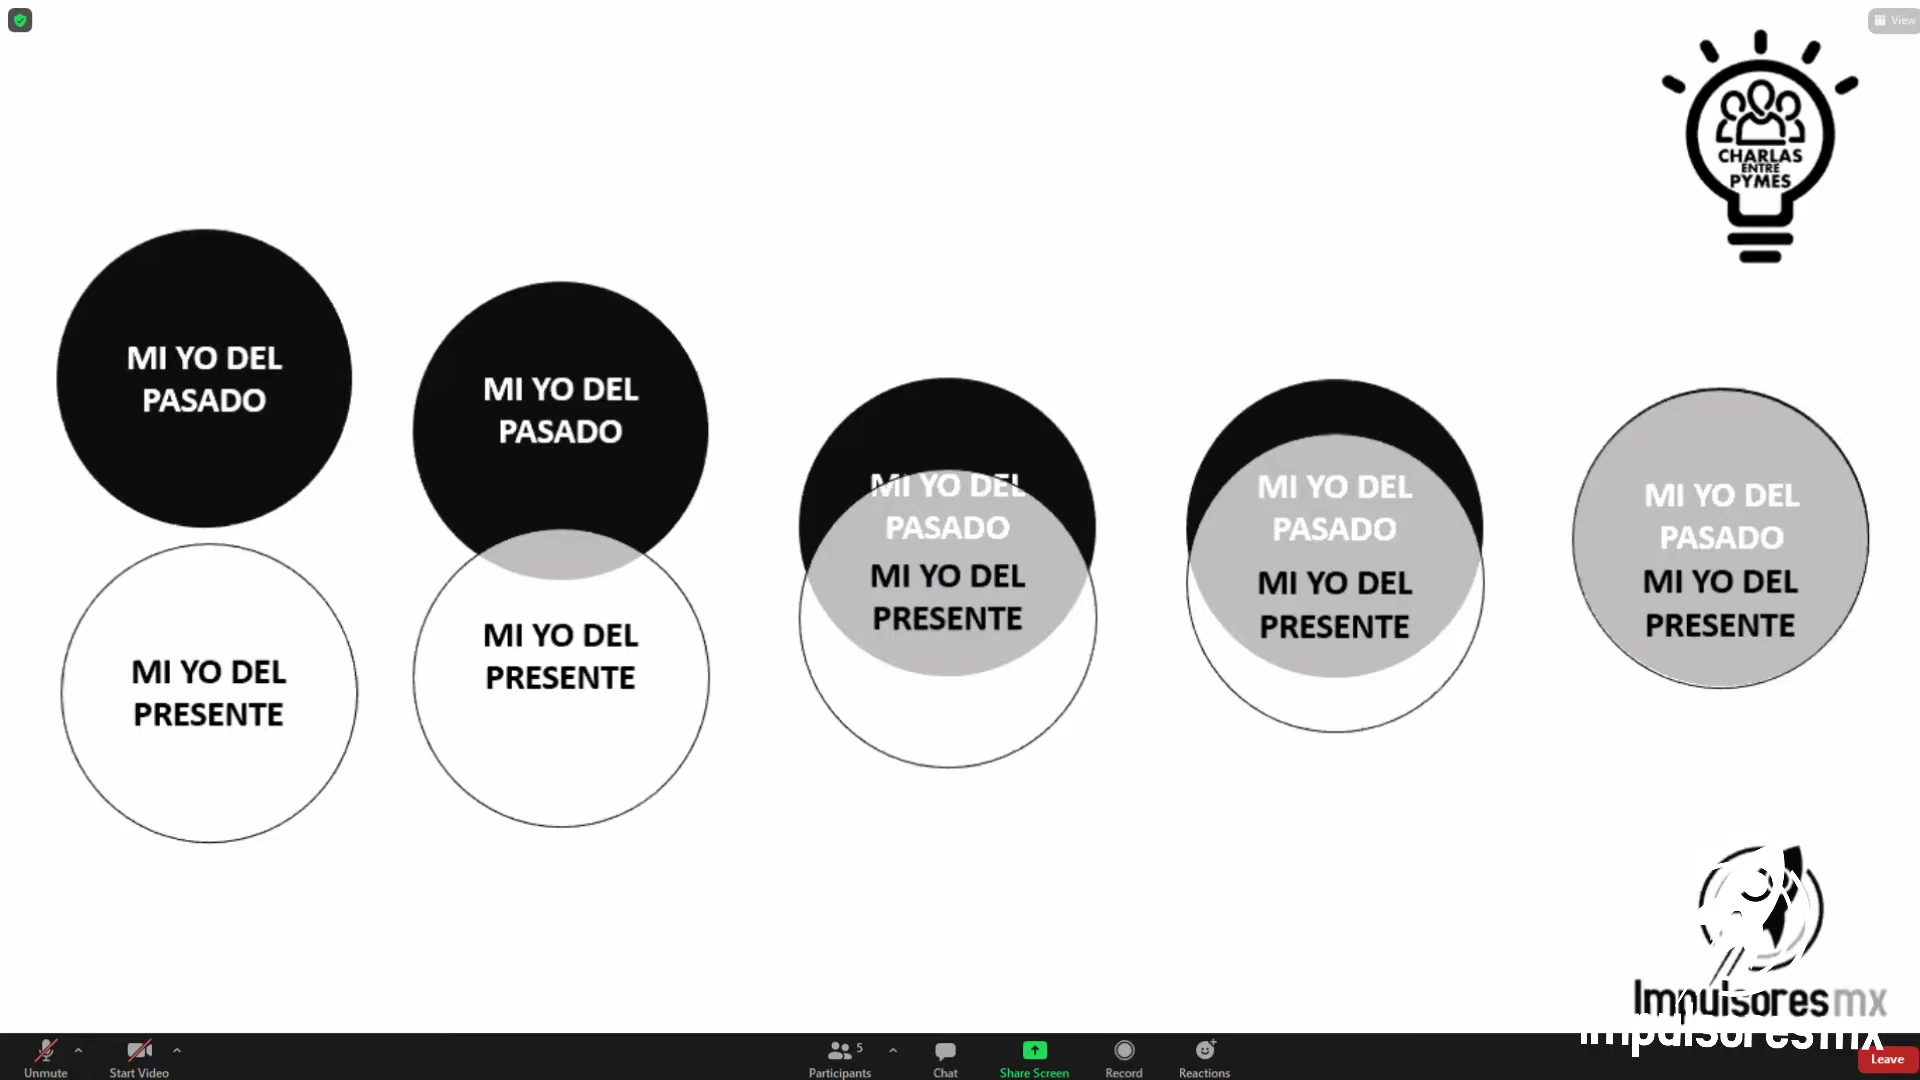 View
CHARLAS
ENTRE
PYMES
MI YO DEL
PASADO
MI YO DEL
PRESENTE
MI YO DEL
PASADO
MI YO DEL
PRESENTE
MI YO DEL
PASADO
MI YO DEL
PRESENTE
MI YO DEL
PASADO
MI YO DEL
PRESENTE
MI YO DEL
PASADO
MI YO DEL
PRESENTE
Impulsoresmx
impulsoresmx
Unmute
Start Video
5
Participants
Chat
Share Screen
Record
Reactions
Leave